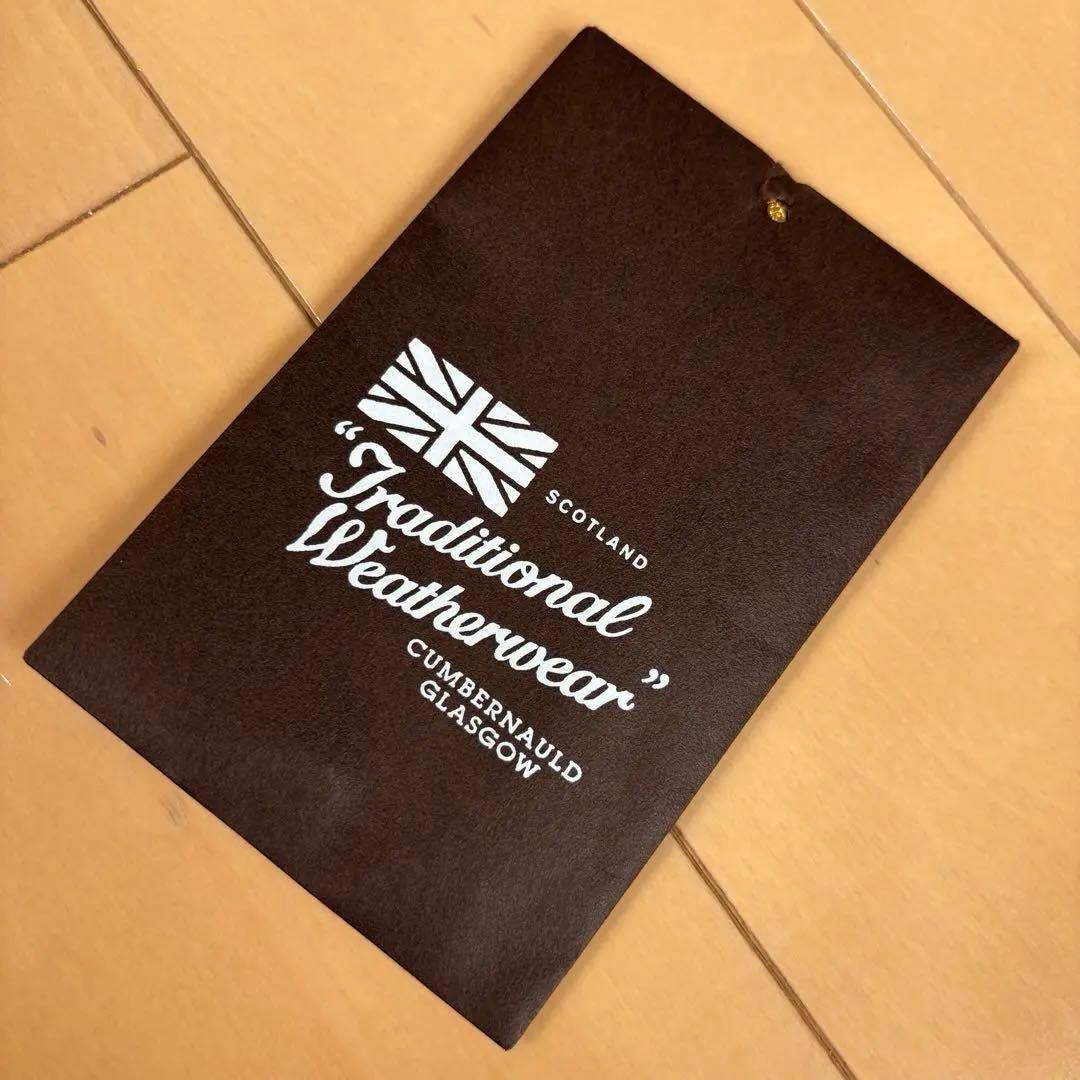 SCOTLAND
“Traditional
Weatherwear”
CUMBERNAULD
GLASGOW